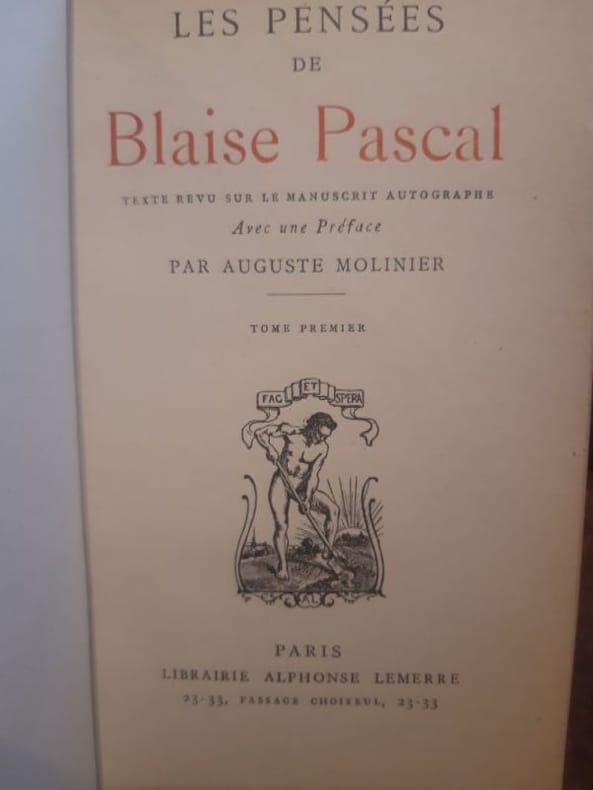 LES PENSÉES
DE
Blaise Pascal
TEXTE REVU SUR LE MANUSCRIT AUTOGRAPHE
Avec une Préface
PAR AUGUSTE MOLINIER
TOME PREMIER
FAC ET SPERA
AL
PARIS
LIBRAIRIE ALPHONSE LEMERRE
23-33, PASSAGE CHOISEUL, 23-33